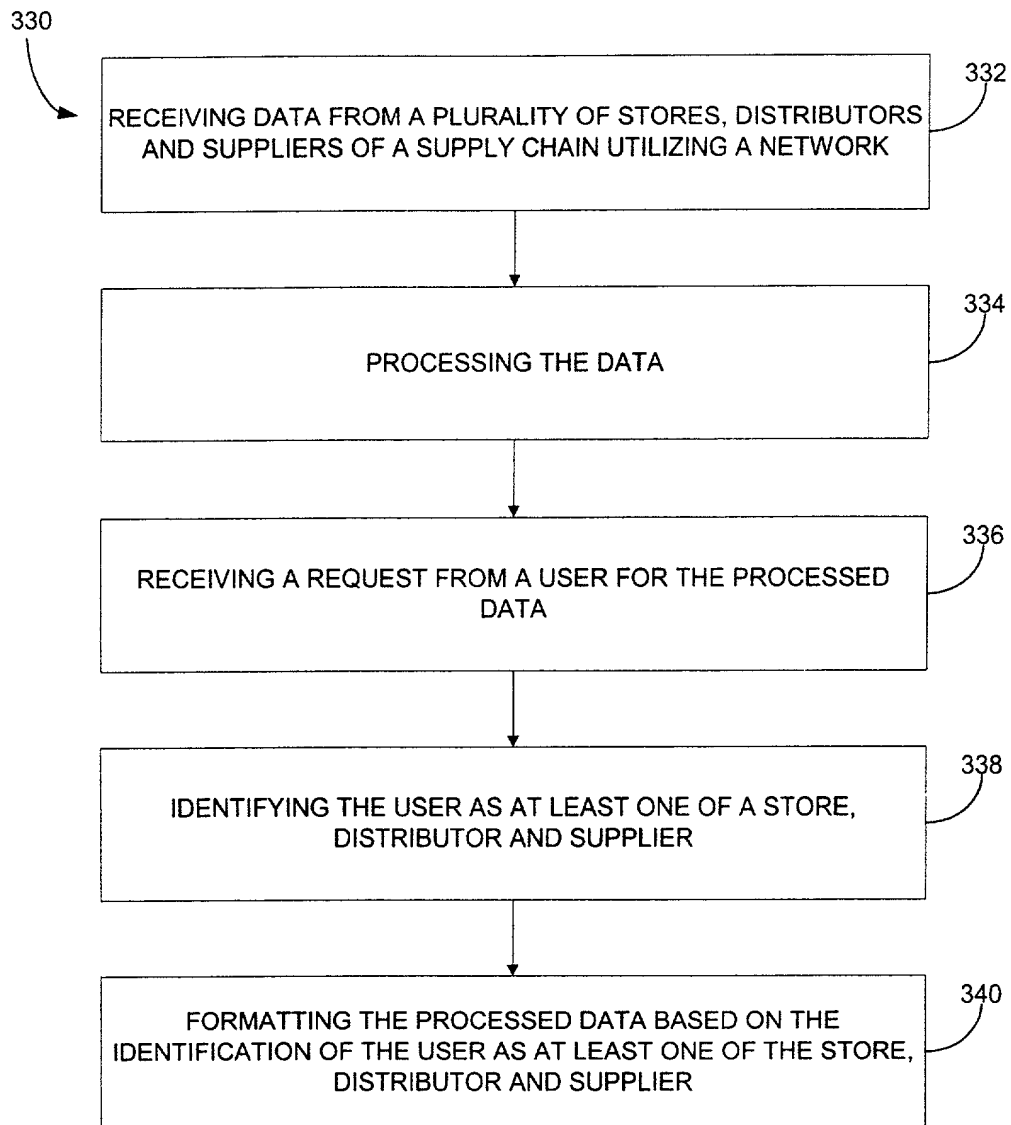 330
332
RECEIVING DATA FROM A PLURALITY OF STORES, DISTRIBUTORS
AND SUPPLIERS OF A SUPPLY CHAIN UTILIZING A NETWORK
334
PROCESSING THE DATA
336
RECEIVING A REQUEST FROM A USER FOR THE PROCESSED
DATA
338
IDENTIFYING THE USER AS AT LEAST ONE OF A STORE,
DISTRIBUTOR AND SUPPLIER
340
FORMATTING THE PROCESSED DATA BASED ON THE
IDENTIFICATION OF THE USER AS AT LEAST ONE OF THE STORE,
DISTRIBUTOR AND SUPPLIER